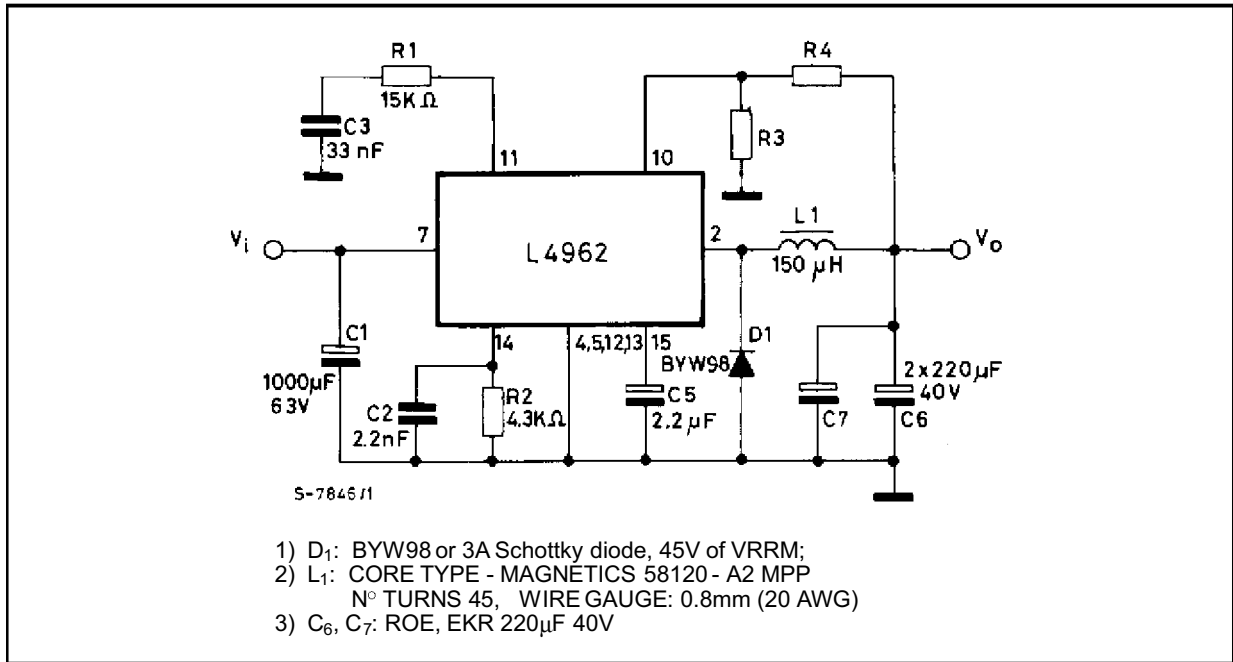 R1
15KΩ
C3
33 nF
11
10
R4
R3
Vi
7
L4962
2
L1
150 µH
Vo
C1
1000µF
63V
14
4,5,12,13
15
C2
2.2nF
R2
4.3KΩ
C5
2.2µF
D1
BYW98
C7
2x220µF
40V
C6
S-7846/1
1) D₁: BYW98 or 3A Schottky diode, 45V of VRRM;
2) L₁: CORE TYPE - MAGNETICS 58120 - A2 MPP
N° TURNS 45, WIRE GAUGE: 0.8mm (20 AWG)
3) C₆, C₇: ROE, EKR 220µF 40V